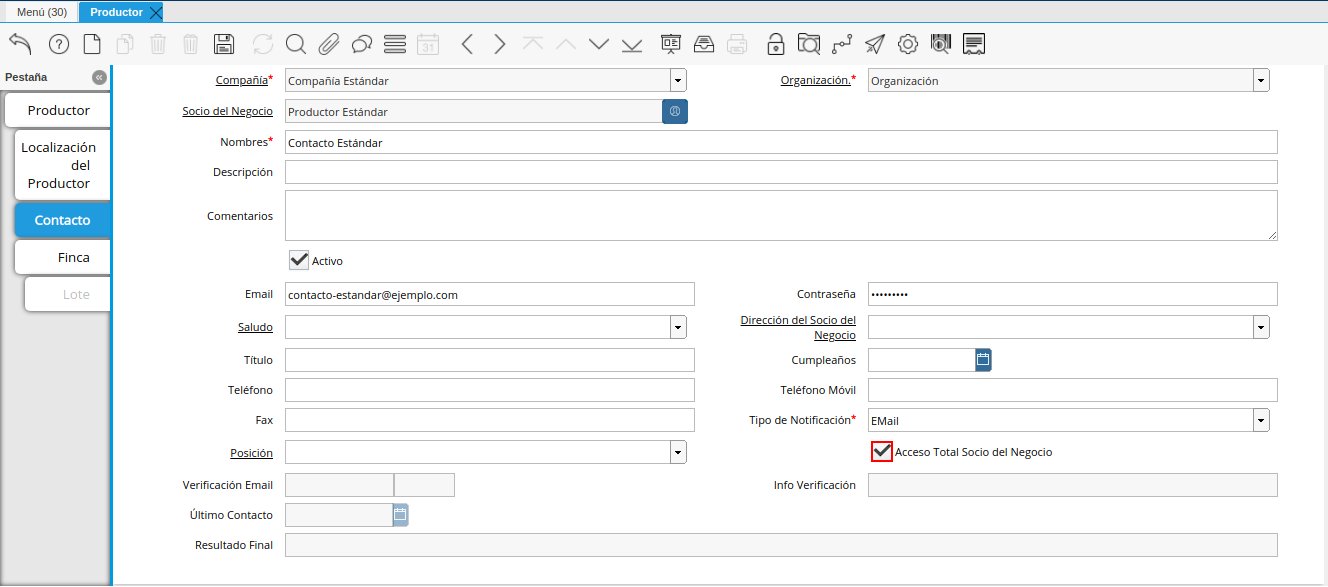 Menú (30)
Productor
31
Pestaña
Productor
Localización
del
Productor
Contacto
Finca
Lote
Compañía* Compañía Estándar
Organización.* Organización
Socio del Negocio Productor Estándar
Nombres* Contacto Estándar
Descripción
Comentarios
Activo
Email contacto-estandar@ejemplo.com
Contraseña •••••••••
Saludo
Dirección del Socio del
Negocio
Título
Cumpleaños
Teléfono
Teléfono Móvil
Fax
Tipo de Notificación* EMail
Posición
Acceso Total Socio del Negocio
Verificación Email
Info Verificación
Último Contacto
Resultado Final